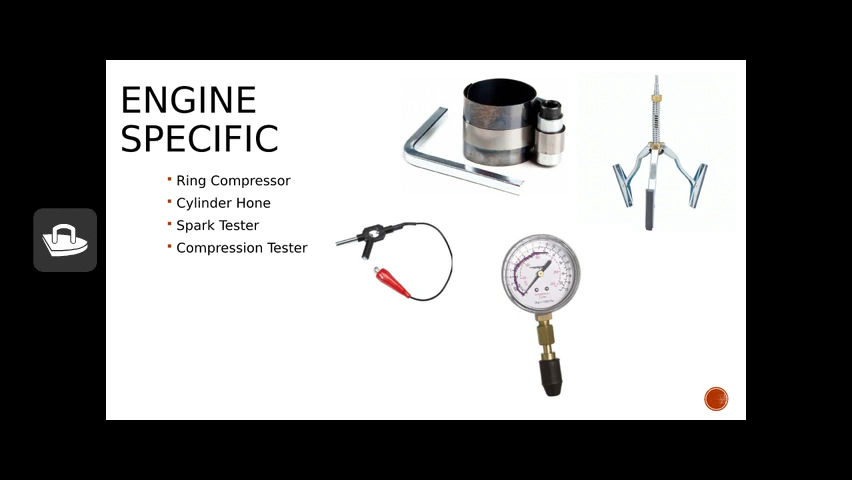 ENGINE
SPECIFIC
Ring Compressor
Cylinder Hone
Spark Tester
Compression Tester